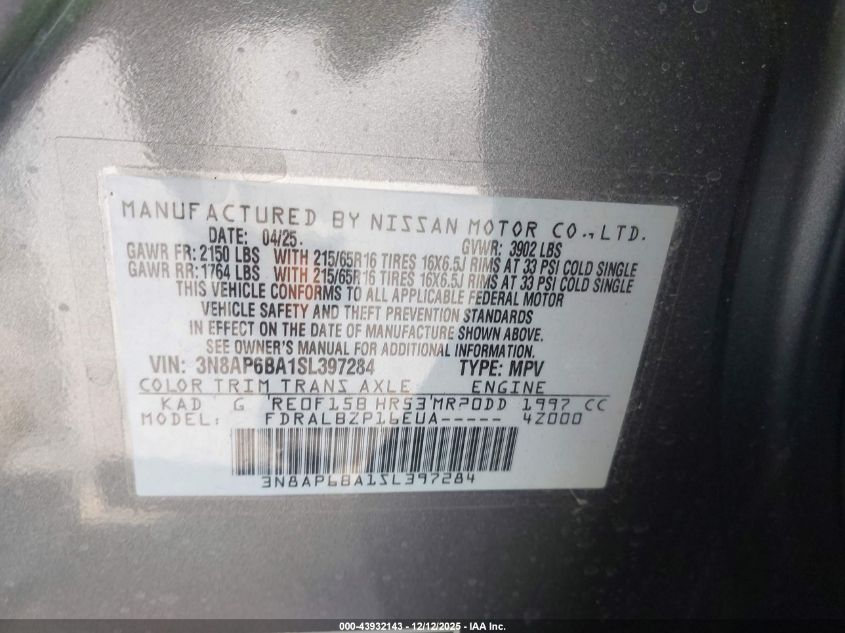 MANUFACTURED BY NISSAN MOTOR CO., LTD.
DATE: 04/25. GVWR: 3902 LBS
GAWR FR: 2150 LBS WITH 215/65R16 TIRES 16X6.5J RIMS AT 33 PSI COLD SINGLE
GAWR RR: 1764 LBS WITH 215/65R16 TIRES 16X6.5J RIMS AT 33 PSI COLD SINGLE
THIS VEHICLE CONFORMS TO ALL APPLICABLE FEDERAL MOTOR
VEHICLE SAFETY AND THEFT PREVENTION STANDARDS
IN EFFECT ON THE DATE OF MANUFACTURE SHOWN ABOVE.
SEE OWNER'S MANUAL FOR ADDITIONAL INFORMATION.
VIN: 3N8AP6BA1SL397284 TYPE: MPV
COLOR TRIM TRANS AXLE ENGINE
KAD G RE0F15B HR53 MR20DD 1997 CC
MODEL: FDRALBZP16EUA----- 4Z000
3N8AP6BA1SL397284
000-43932143 - 12/12/2025 - IAA Inc.